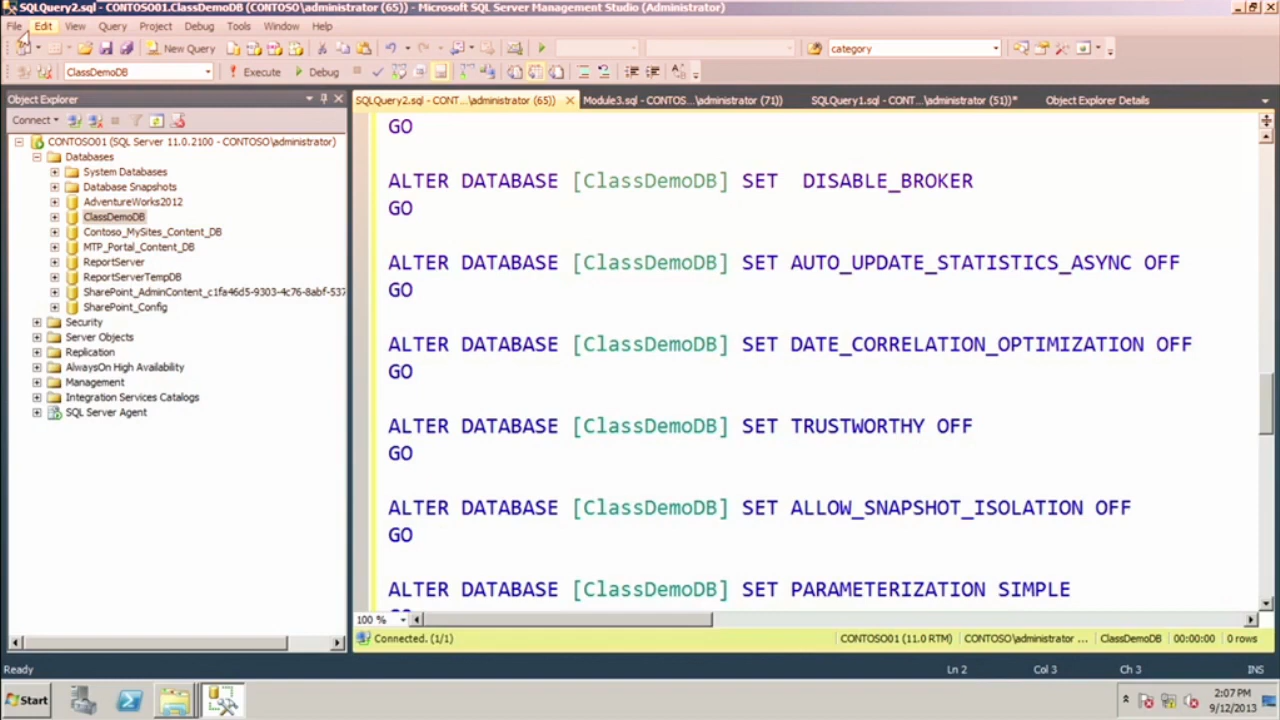 SQLQuery2.sql - CONTOSO01.ClassDemoDB (CONTOSO\administrator (65)) - Microsoft SQL Server Management Studio (Administrator)
File Edit View Query Project Debug Tools Window Help
New Query
category
ClassDemoDB
Execute
Debug
Object Explorer
SQLQuery2.sql - CONT...\administrator (65))
Module3.sql - CONTOS...\administrator (71))
SQLQuery1.sql - CONT...\administrator (51))*
Object Explorer Details
Connect
CONTOSO01 (SQL Server 11.0.2100 - CONTOSO\administrator)
Databases
System Databases
Database Snapshots
AdventureWorks2012
ClassDemoDB
Contoso_MySites_Content_DB
MTP_Portal_Content_DB
ReportServer
ReportServerTempDB
SharePoint_AdminContent_c1fa46d5-9303-4c76-8abf-537
SharePoint_Config
Security
Server Objects
Replication
AlwaysOn High Availability
Management
Integration Services Catalogs
SQL Server Agent
GO
ALTER DATABASE [ClassDemoDB] SET  DISABLE_BROKER
GO
ALTER DATABASE [ClassDemoDB] SET AUTO_UPDATE_STATISTICS_ASYNC OFF
GO
ALTER DATABASE [ClassDemoDB] SET DATE_CORRELATION_OPTIMIZATION OFF
GO
ALTER DATABASE [ClassDemoDB] SET TRUSTWORTHY OFF
GO
ALTER DATABASE [ClassDemoDB] SET ALLOW_SNAPSHOT_ISOLATION OFF
GO
ALTER DATABASE [ClassDemoDB] SET PARAMETERIZATION SIMPLE
GO
100 %
Connected. (1/1)
CONTOSO01 (11.0 RTM)
CONTOSO\administrator ...
ClassDemoDB
00:00:00
0 rows
Ready
Ln 2
Col 3
Ch 3
INS
Start
2:07 PM
9/12/2013